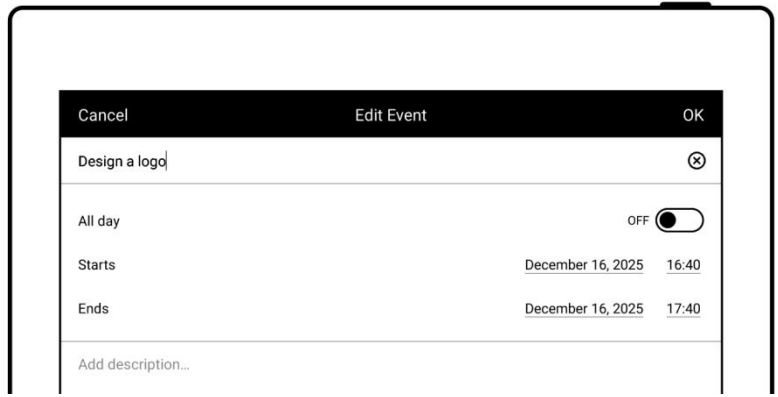 Cancel Edit Event OK
Design a logo
All day OFF
Starts December 16, 2025 16:40
Ends December 16, 2025 17:40
Add description...